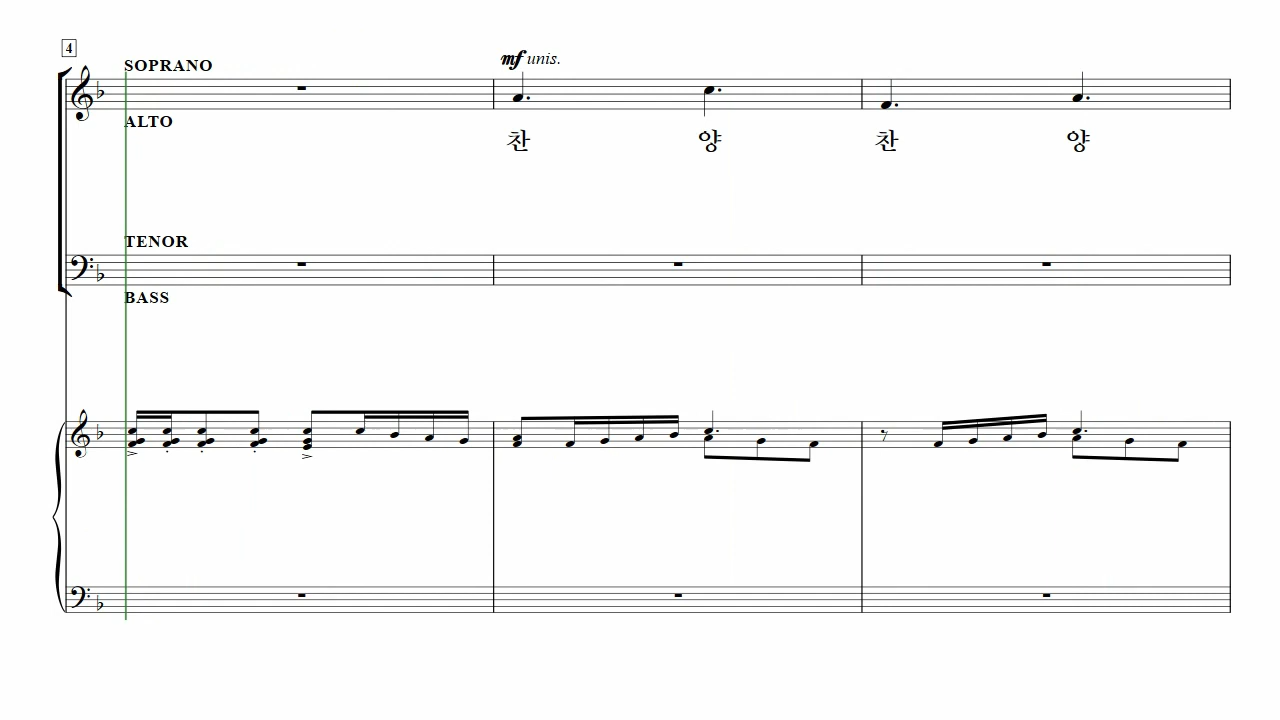 4
SOPRANO
mf unis.
ALTO
찬 양 찬 양
TENOR
BASS